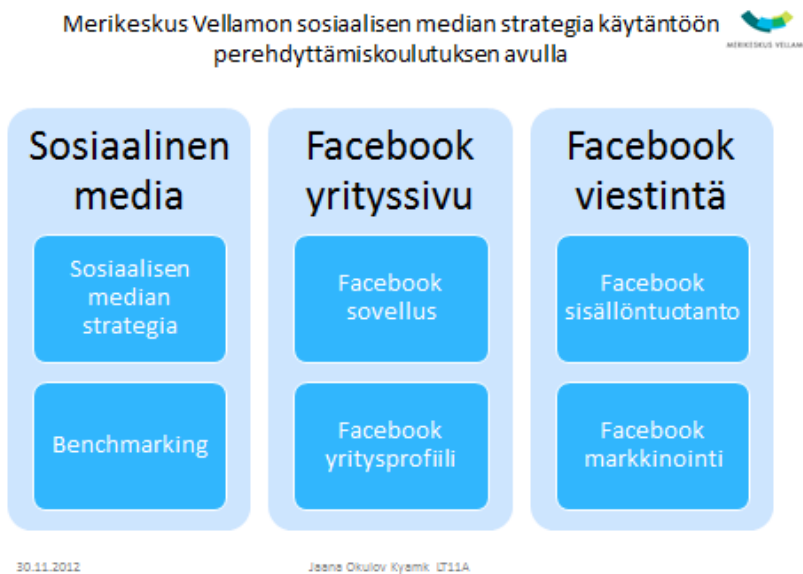 Merikeskus Vellamon sosiaalisen median strategia käytäntöön
perehdyttämiskoulutuksen avulla
MERIKESKUS VELLAM
Sosiaalinen
media
Sosiaalisen
median
strategia
Benchmarking
Facebook
yrityssivu
Facebook
sovellus
Facebook
yritysprofiili
Facebook
viestintä
Facebook
sisällöntuotanto
Facebook
markkinointi
30.11.2012
Jaana Okulov Kyamk LT11A